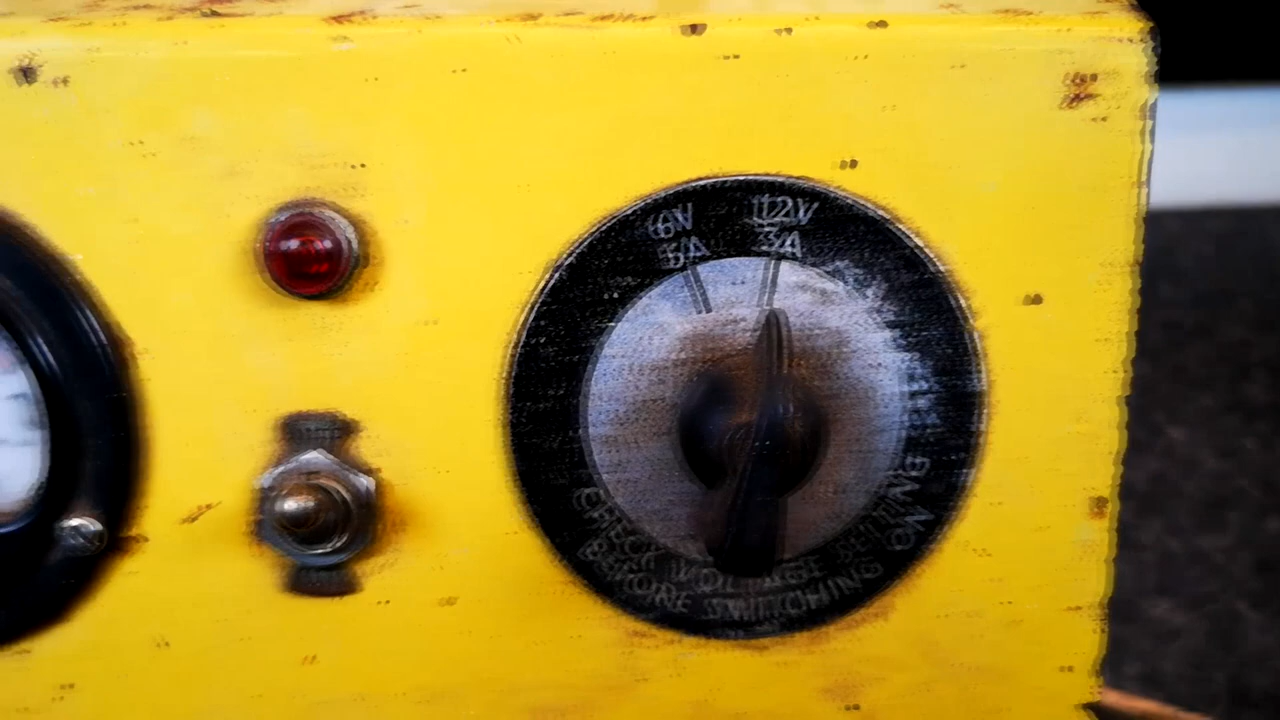 6V 12V
5A 3A
CHECK VOLTAGE SETTING
BEFORE SWITCHING ON